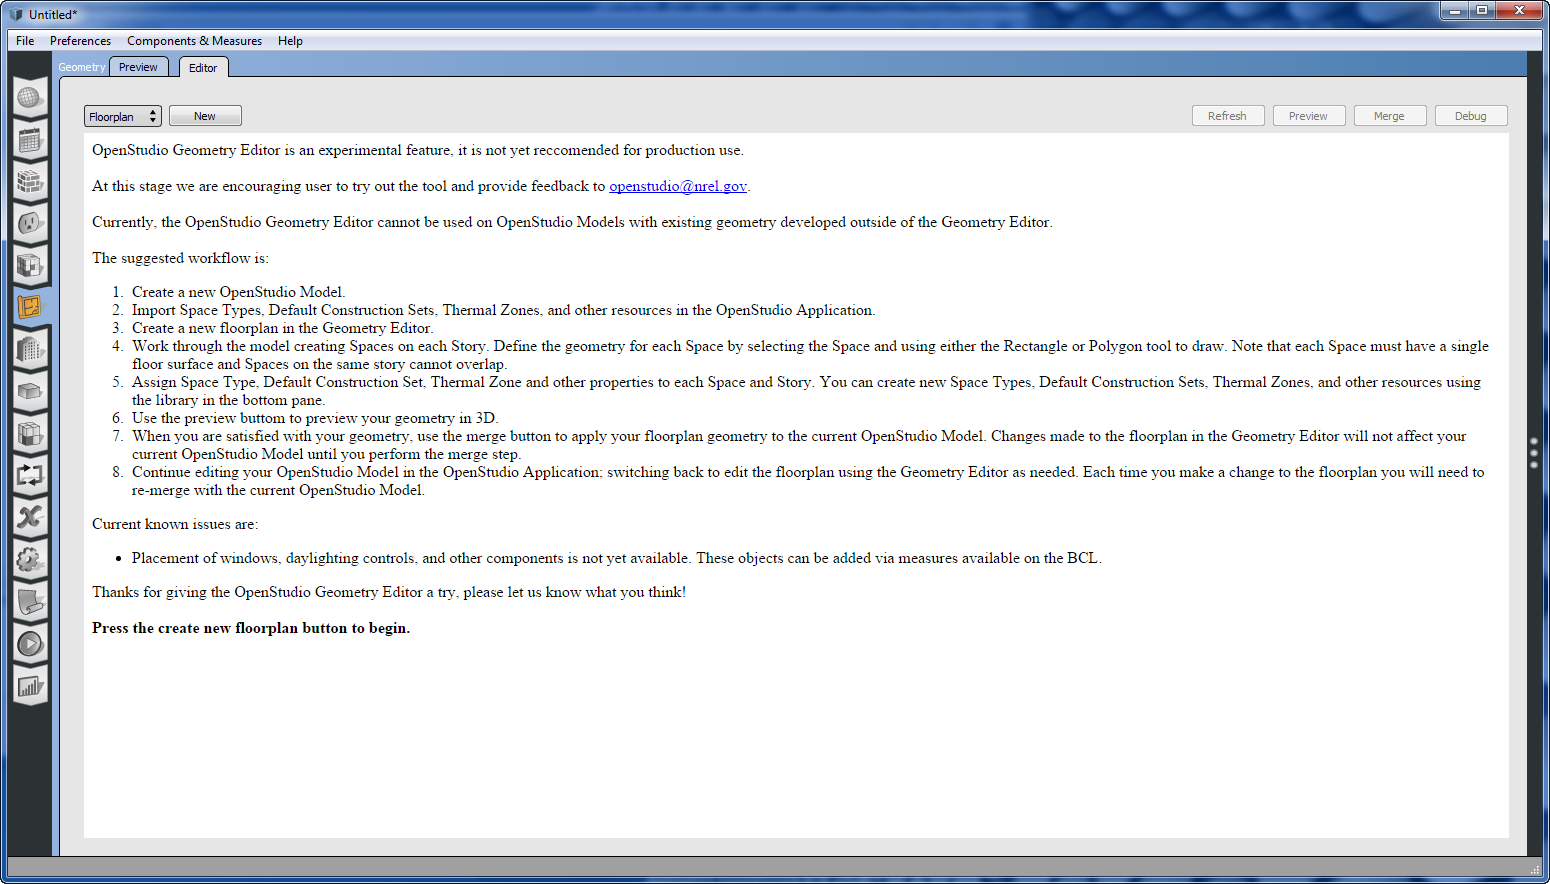 Untitled*
File Preferences Components & Measures Help
Geometry Preview Editor
Floorplan New Refresh Preview Merge Debug
OpenStudio Geometry Editor is an experimental feature, it is not yet reccomended for production use.
At this stage we are encouraging user to try out the tool and provide feedback to openstudio@nrel.gov.
Currently, the OpenStudio Geometry Editor cannot be used on OpenStudio Models with existing geometry developed outside of the Geometry Editor.
The suggested workflow is:
1. Create a new OpenStudio Model.
2. Import Space Types, Default Construction Sets, Thermal Zones, and other resources in the OpenStudio Application.
3. Create a new floorplan in the Geometry Editor.
4. Work through the model creating Spaces on each Story. Define the geometry for each Space by selecting the Space and using either the Rectangle or Polygon tool to draw. Note that each Space must have a single
floor surface and Spaces on the same story cannot overlap.
5. Assign Space Type, Default Construction Set, Thermal Zone and other properties to each Space and Story. You can create new Space Types, Default Construction Sets, Thermal Zones, and other resources using
the library in the bottom pane.
6. Use the preview buttom to preview your geometry in 3D.
7. When you are satisfied with your geometry, use the merge button to apply your floorplan geometry to the current OpenStudio Model. Changes made to the floorplan in the Geometry Editor will not affect your
current OpenStudio Model until you perform the merge step.
8. Continue editing your OpenStudio Model in the OpenStudio Application; switching back to edit the floorplan using the Geometry Editor as needed. Each time you make a change to the floorplan you will need to
re-merge with the current OpenStudio Model.
Current known issues are:
• Placement of windows, daylighting controls, and other components is not yet available. These objects can be added via measures available on the BCL.
Thanks for giving the OpenStudio Geometry Editor a try, please let us know what you think!
Press the create new floorplan button to begin.